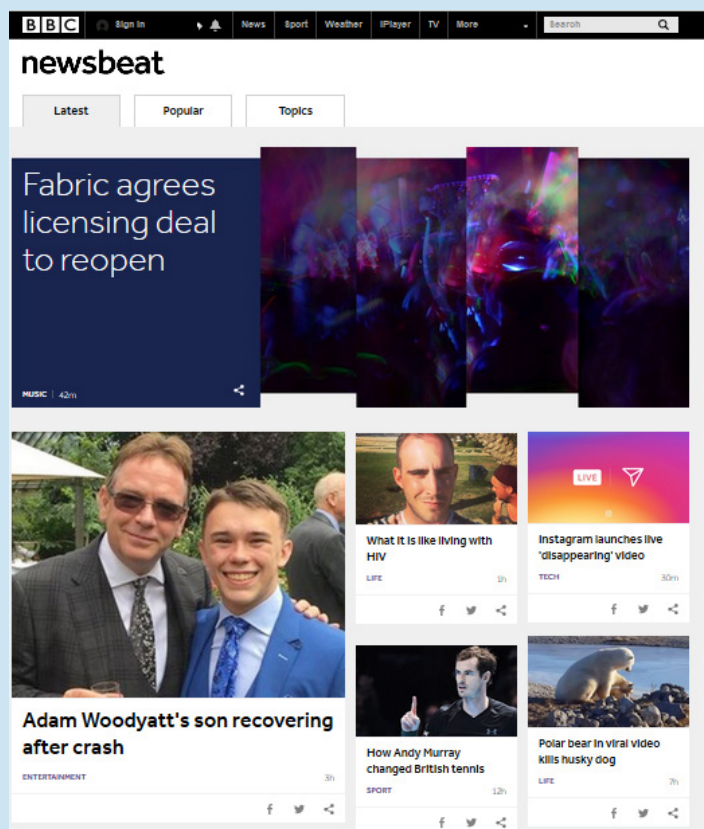 BBC Sign in News Sport Weather iPlayer TV More Search
newsbeat
Latest Popular Topics
Fabric agrees
licensing deal
to reopen
MUSIC 42m
LIVE
What it is like living with
HIV
LIFE 1h
Instagram launches live
'disappearing' video
TECH 30m
Adam Woodyatt's son recovering
after crash
ENTERTAINMENT 3h
How Andy Murray
changed British tennis
SPORT 12h
Polar bear in viral video
kills husky dog
LIFE 7h